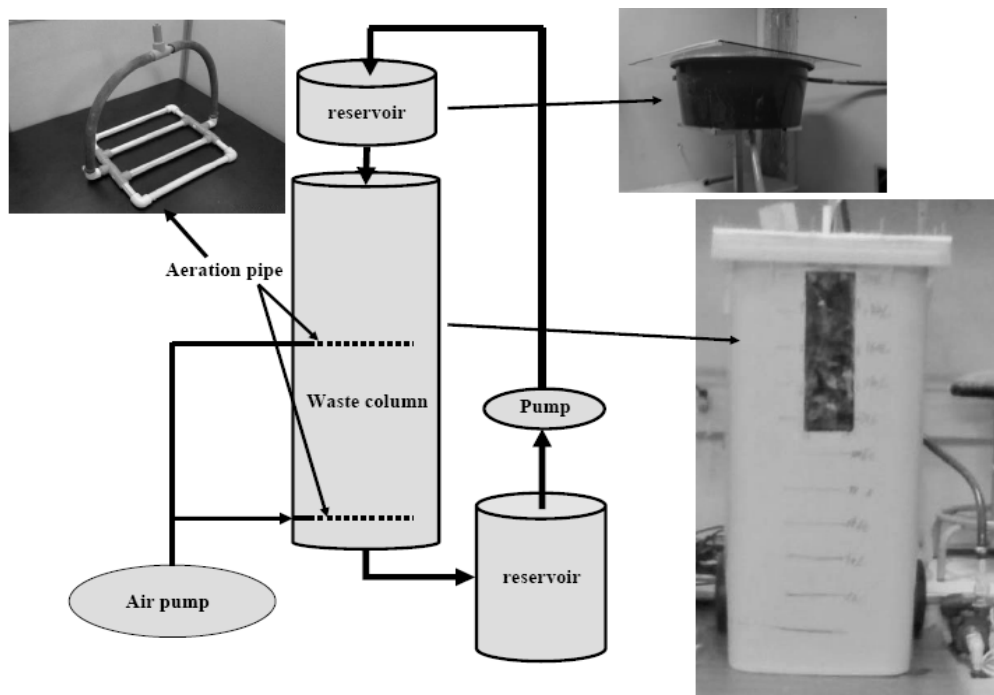 reservoir
Aeration pipe
Waste column
Pump
reservoir
Air pump